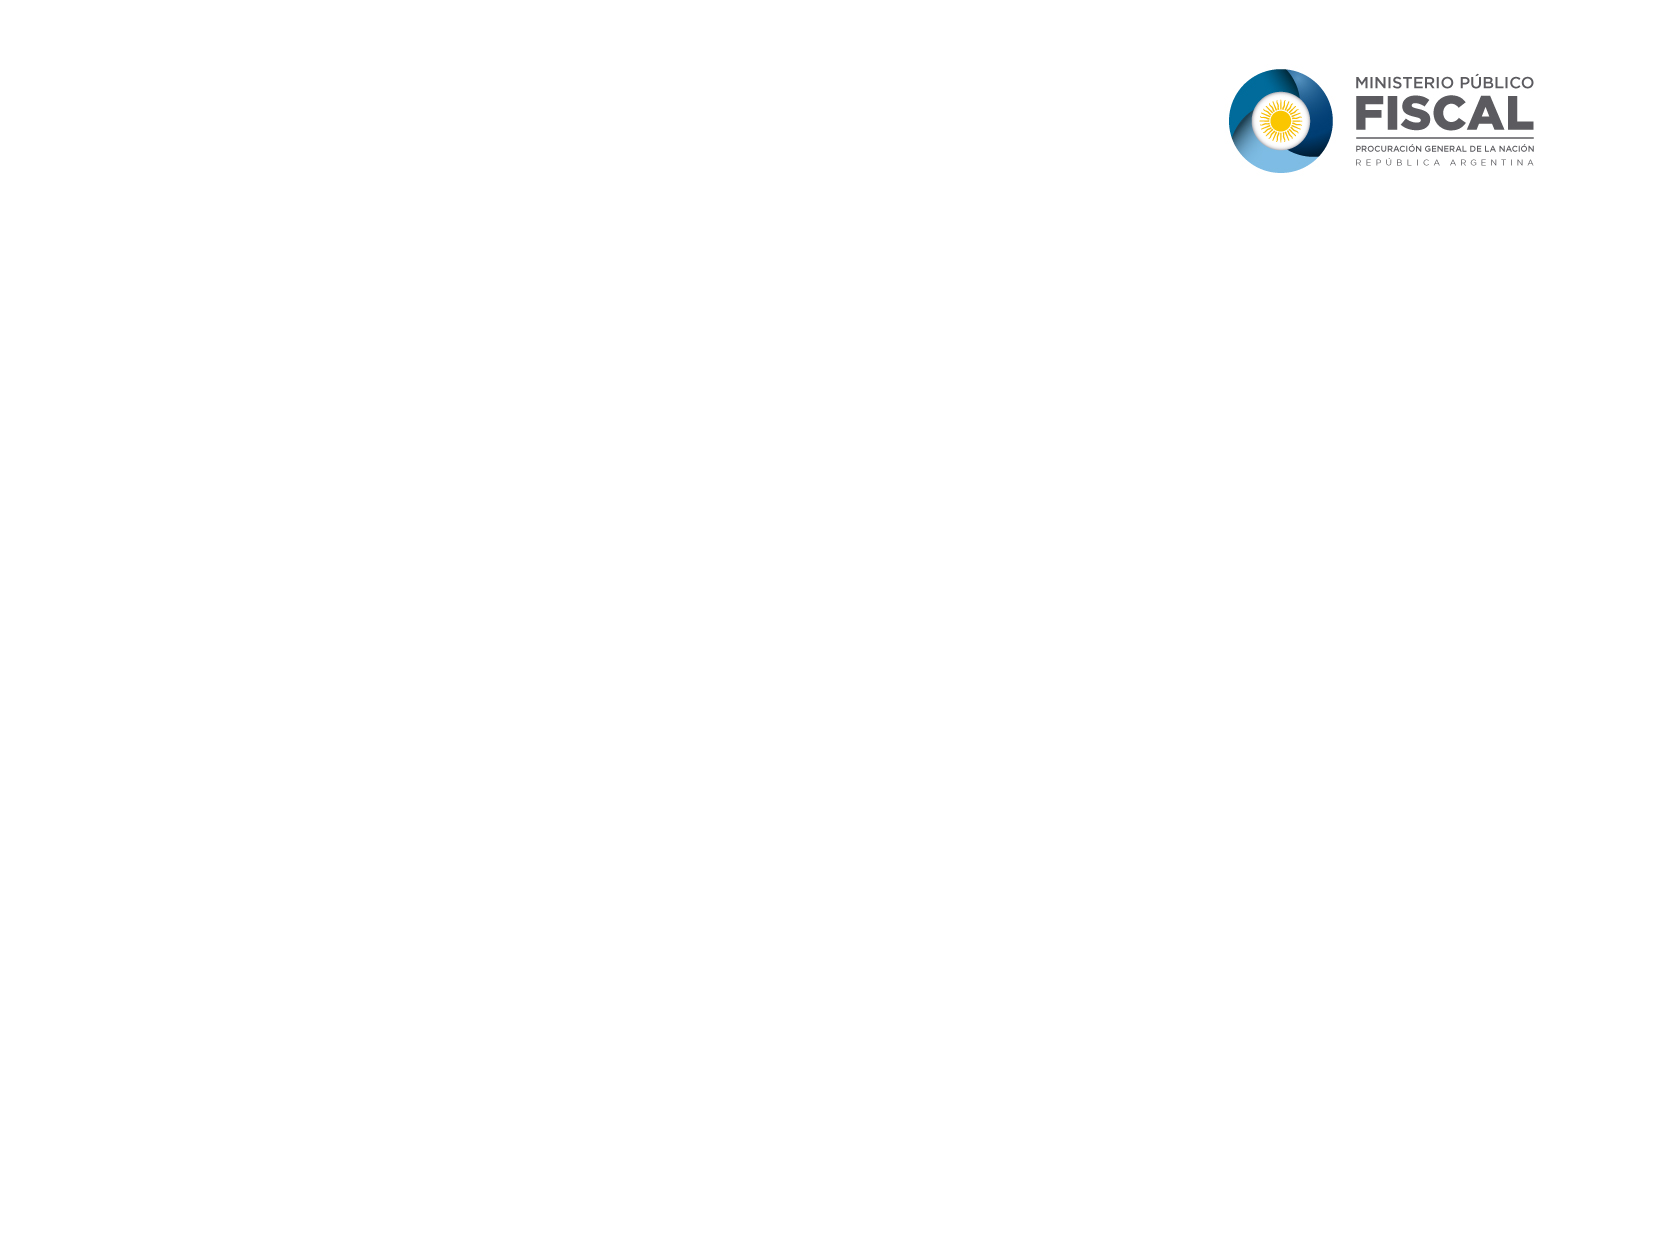 MINISTERIO PÚBLICO
FISCAL
PROCURACIÓN GENERAL DE LA NACIÓN
REPÚBLICA ARGENTINA